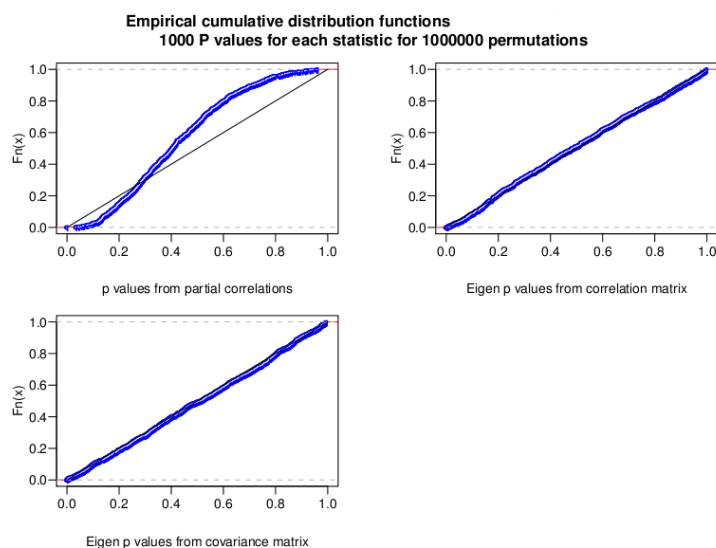 Empirical cumulative distribution functions
1000 P values for each statistic for 1000000 permutations
Fn(x)
1.0
0.8
0.6
0.4
0.2
0.0
0.0 0.2 0.4 0.6 0.8 1.0
p values from partial correlations
Fn(x)
1.0
0.8
0.6
0.4
0.2
0.0
0.0 0.2 0.4 0.6 0.8 1.0
Eigen p values from correlation matrix
Fn(x)
1.0
0.8
0.6
0.4
0.2
0.0
0.0 0.2 0.4 0.6 0.8 1.0
Eigen p values from covariance matrix